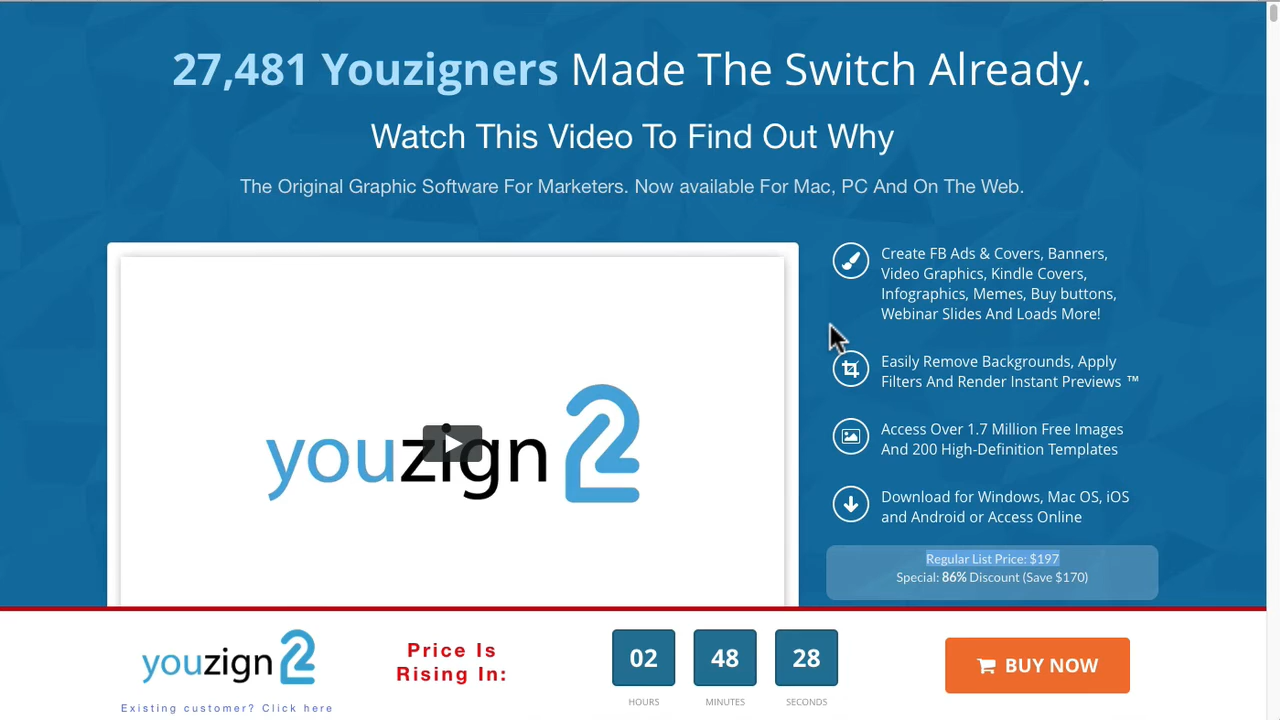 27,481 Youzigners Made The Switch Already.
Watch This Video To Find Out Why
The Original Graphic Software For Marketers. Now available For Mac, PC And On The Web.
youzign 2
Create FB Ads & Covers, Banners,
Video Graphics, Kindle Covers,
Infographics, Memes, Buy buttons,
Webinar Slides And Loads More!
Easily Remove Backgrounds, Apply
Filters And Render Instant Previews ™
Access Over 1.7 Million Free Images
And 200 High-Definition Templates
Download for Windows, Mac OS, iOS
and Android or Access Online
Regular List Price: $197
Special: 86% Discount (Save $170)
youzign 2
Existing customer? Click here
Price Is
Rising In:
02 48 28
HOURS MINUTES SECONDS
BUY NOW